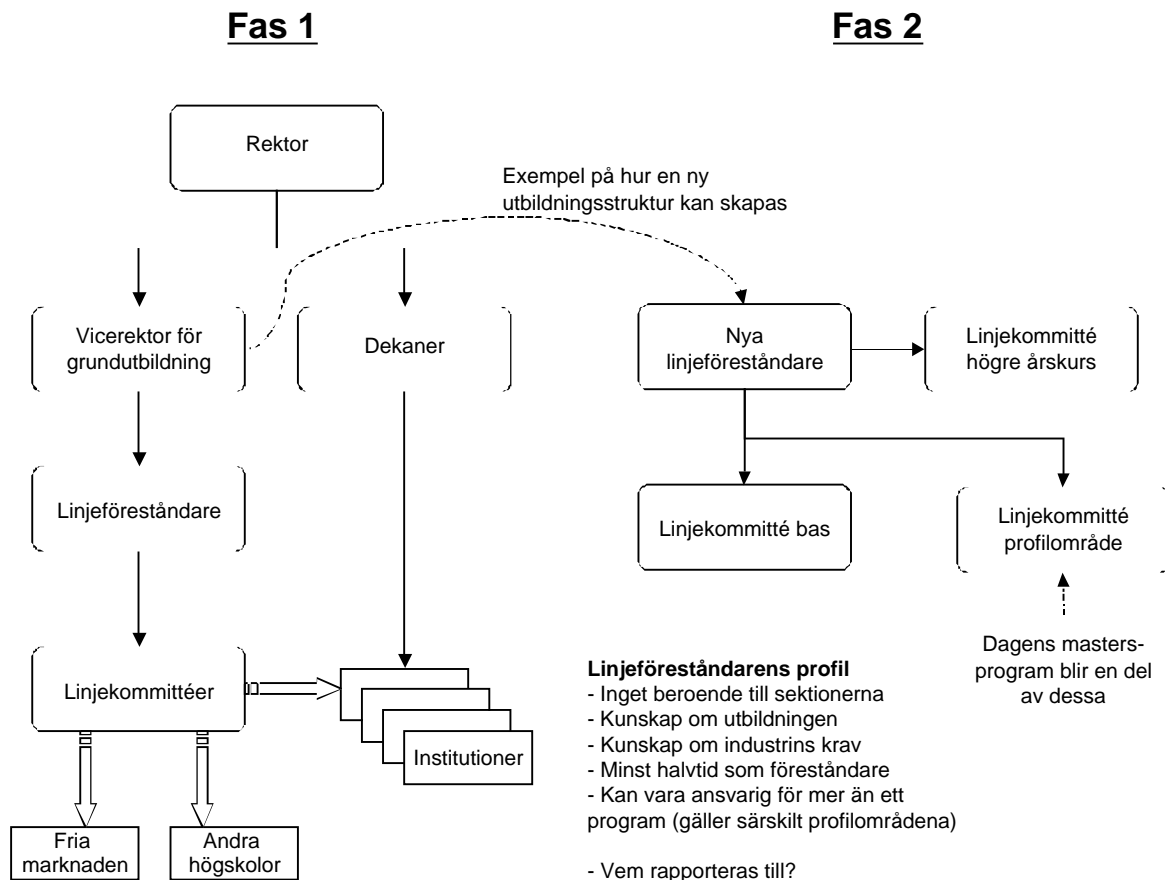 Fas 1
Fas 2
Rektor
Exempel på hur en ny
utbildningsstruktur kan skapas
Vicerektor för
grundutbildning
Dekaner
Nya
linjeföreståndare
Linjekommitté
högre årskurs
Linjeföreståndare
Linjekommitté bas
Linjekommitté
profilområde
Linjekommittéer
Institutioner
Dagens masters-
program blir en del
av dessa
Fria
marknaden
Andra
högskolor
Linjeföreståndarens profil
- Inget beroende till sektionerna
- Kunskap om utbildningen
- Kunskap om industrins krav
- Minst halvtid som föreståndare
- Kan vara ansvarig för mer än ett
program (gäller särskilt profilområdena)
- Vem rapporteras till?